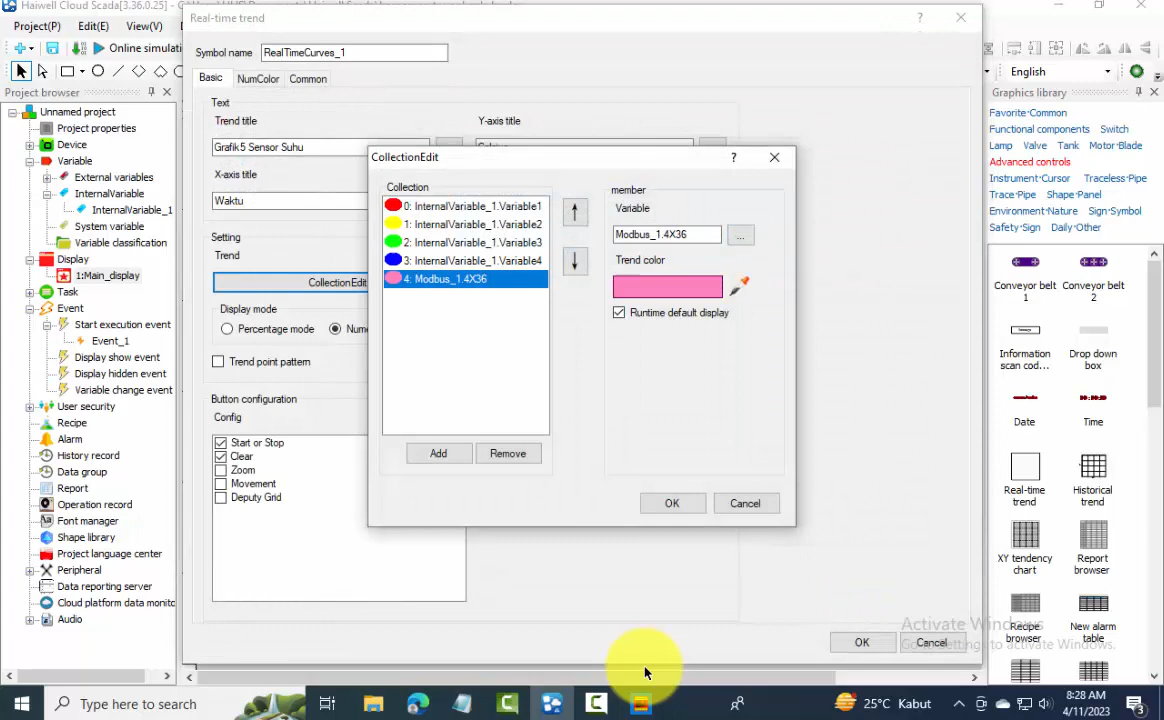 Haiwell Cloud Scada[3.36.0.25]
Project(P) Edit(E) View(V)
Online simulati
English
Project browser
Unnamed project
Project properties
Device
Variable
External variables
InternalVariable
InternalVariable_1
System variable
Variable classification
Display
1:Main_display
Task
Event
Start execution event
Event_1
Display show event
Display hidden event
Variable change event
User security
Recipe
Alarm
History record
Data group
Report
Operation record
Font manager
Shape library
Project language center
Peripheral
Data reporting server
Cloud platform data monitc
Audio
Real-time trend
? ×
Symbol name RealTimeCurves_1
Basic NumColor Common
Text
Trend title
Y-axis title
Grafik5 Sensor Suhu
X-axis title
Waktu
Setting
Trend
CollectionEdit
Display mode
Percentage mode
Trend point pattern
Button configuration
Config
Start or Stop
Clear
Zoom
Movement
Deputy Grid
OK Cancel
CollectionEdit
? ×
Collection
0: InternalVariable_1.Variable1
1: InternalVariable_1.Variable2
2: InternalVariable_1.Variable3
3: InternalVariable_1.Variable4
4: Modbus_1.4X36
Add Remove
member
Variable
Modbus_1.4X36 ...
Trend color
Runtime default display
OK Cancel
Graphics library
Favorite·Common
Functional components Switch
Lamp Valve Tank Motor·Blade
Advanced controls
Instrument·Cursor Traceless·Pipe
Trace·Pipe Shape·Panel
Environment·Nature Sign·Symbol
Safety·Sign Daily·Other
Conveyor belt 1
Conveyor belt 2
Information scan cod...
Drop down box
Date
Time
Real-time trend
Historical trend
XY tendency chart
Report browser
Recipe browser
New alarm table
Activate Windows
Go to Settings to activate Windows.
Type here to search
25°C Kabut
8:28 AM
4/11/2023
3